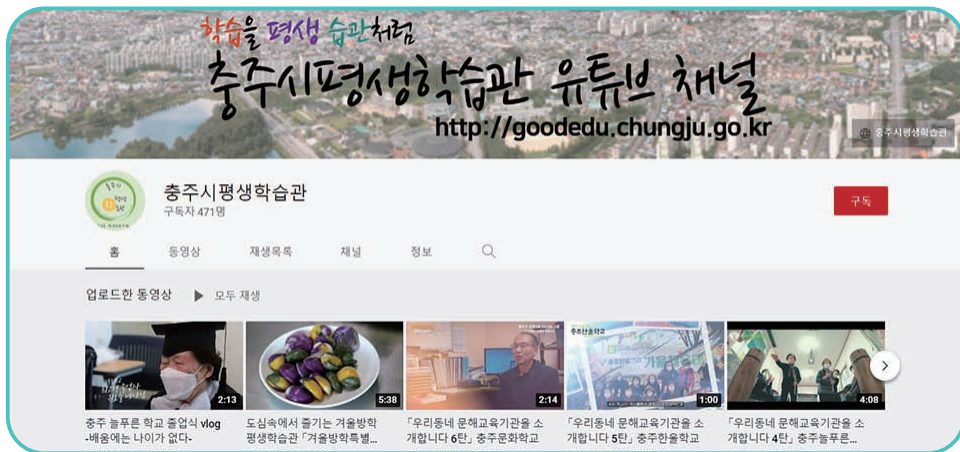 학습을 평생 습관처럼
충주시평생학습관 유튜브 채널
http://goodedu.chungju.go.kr
충주시평생학습관
충주시평생학습관
구독자 471명
구독
홈 동영상 재생목록 채널 정보
업로드한 동영상 ▶ 모두 재생
충주한울학교
2:13 5:38 2:14 1:00 4:08
충주 늘푸른 학교 졸업식 vlog
-배움에는 나이가 없다-
도심속에서 즐기는 겨울방학
평생학습관 「겨울방학특별...
「우리동네 문해교육기관을 소
개합니다 6탄」 충주문화학교
「우리동네 문해교육기관을 소
개합니다 5탄」 충주한울학교
「우리동네 문해교육기관을 소
개합니다 4탄」 충주늘푸른...